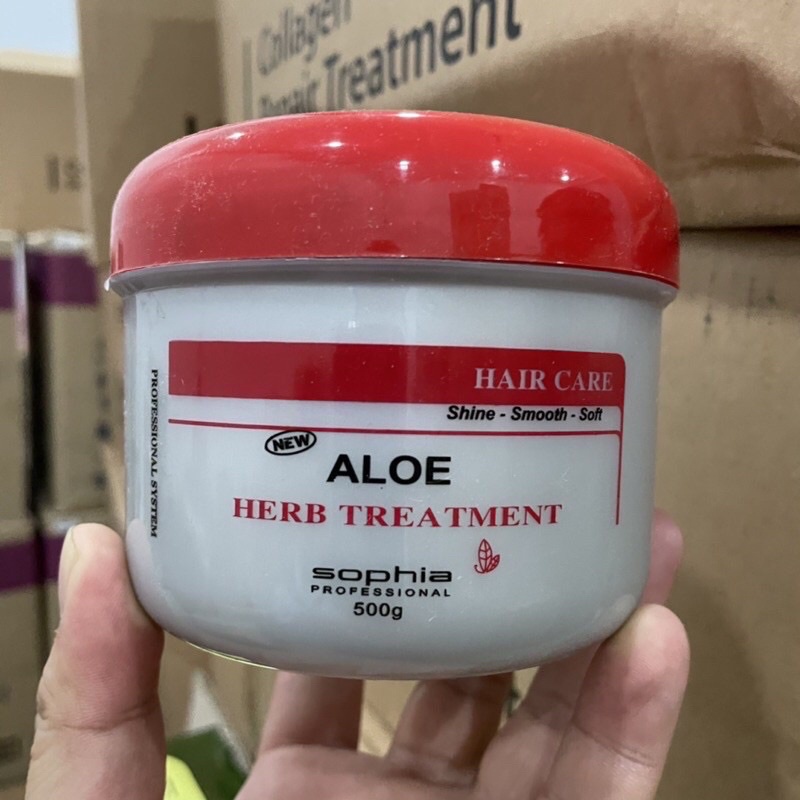 Collagen
Repair Treatment
HAIR CARE
Shine - Smooth - Soft
NEW
ALOE
HERB TREATMENT
sophia
PROFESSIONAL
500g
PROFESSIONAL SYSTEM